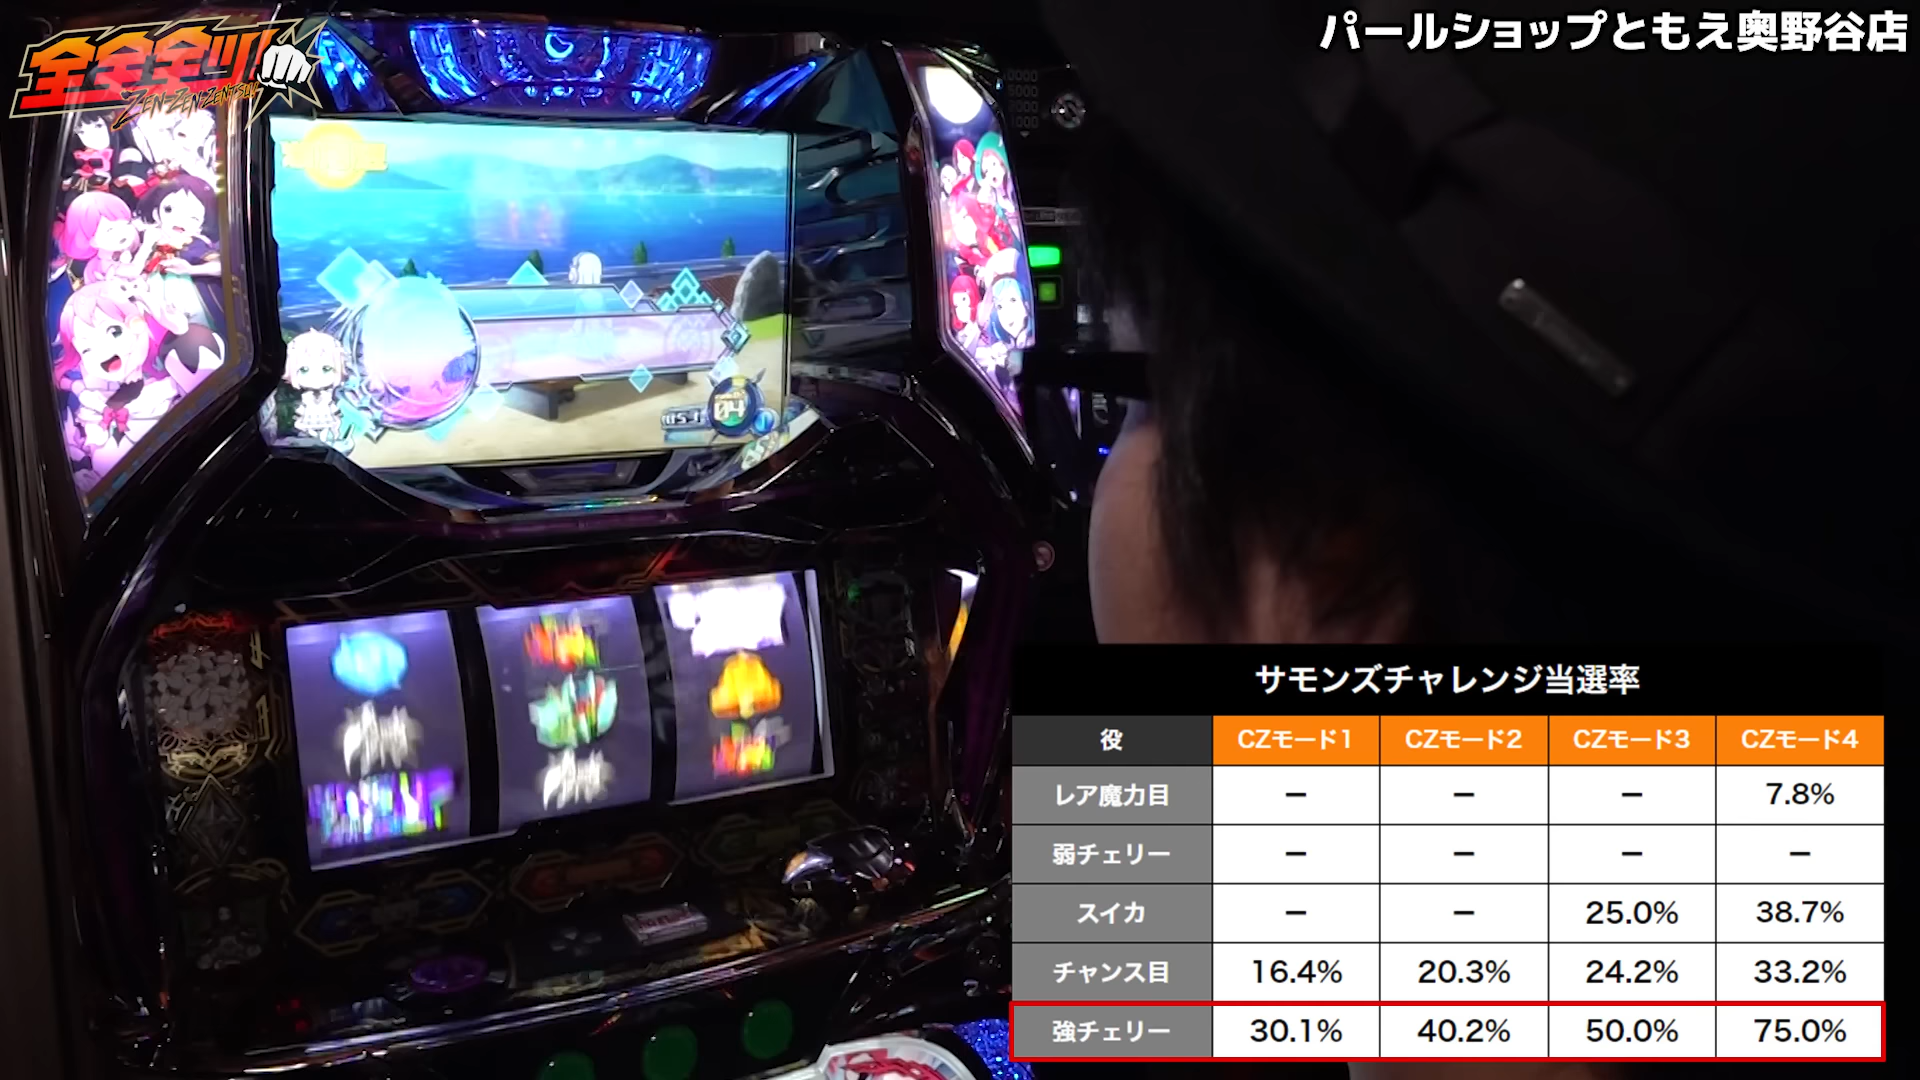 全全全ツ!
ZEN-ZEN-ZENTSU!
パールショップともえ奥野谷店
04
サモンズチャレンジ当選率
役 CZモード1 CZモード2 CZモード3 CZモード4
レア魔力目 － － － 7.8%
弱チェリー － － － －
スイカ － － 25.0% 38.7%
チャンス目 16.4% 20.3% 24.2% 33.2%
強チェリー 30.1% 40.2% 50.0% 75.0%